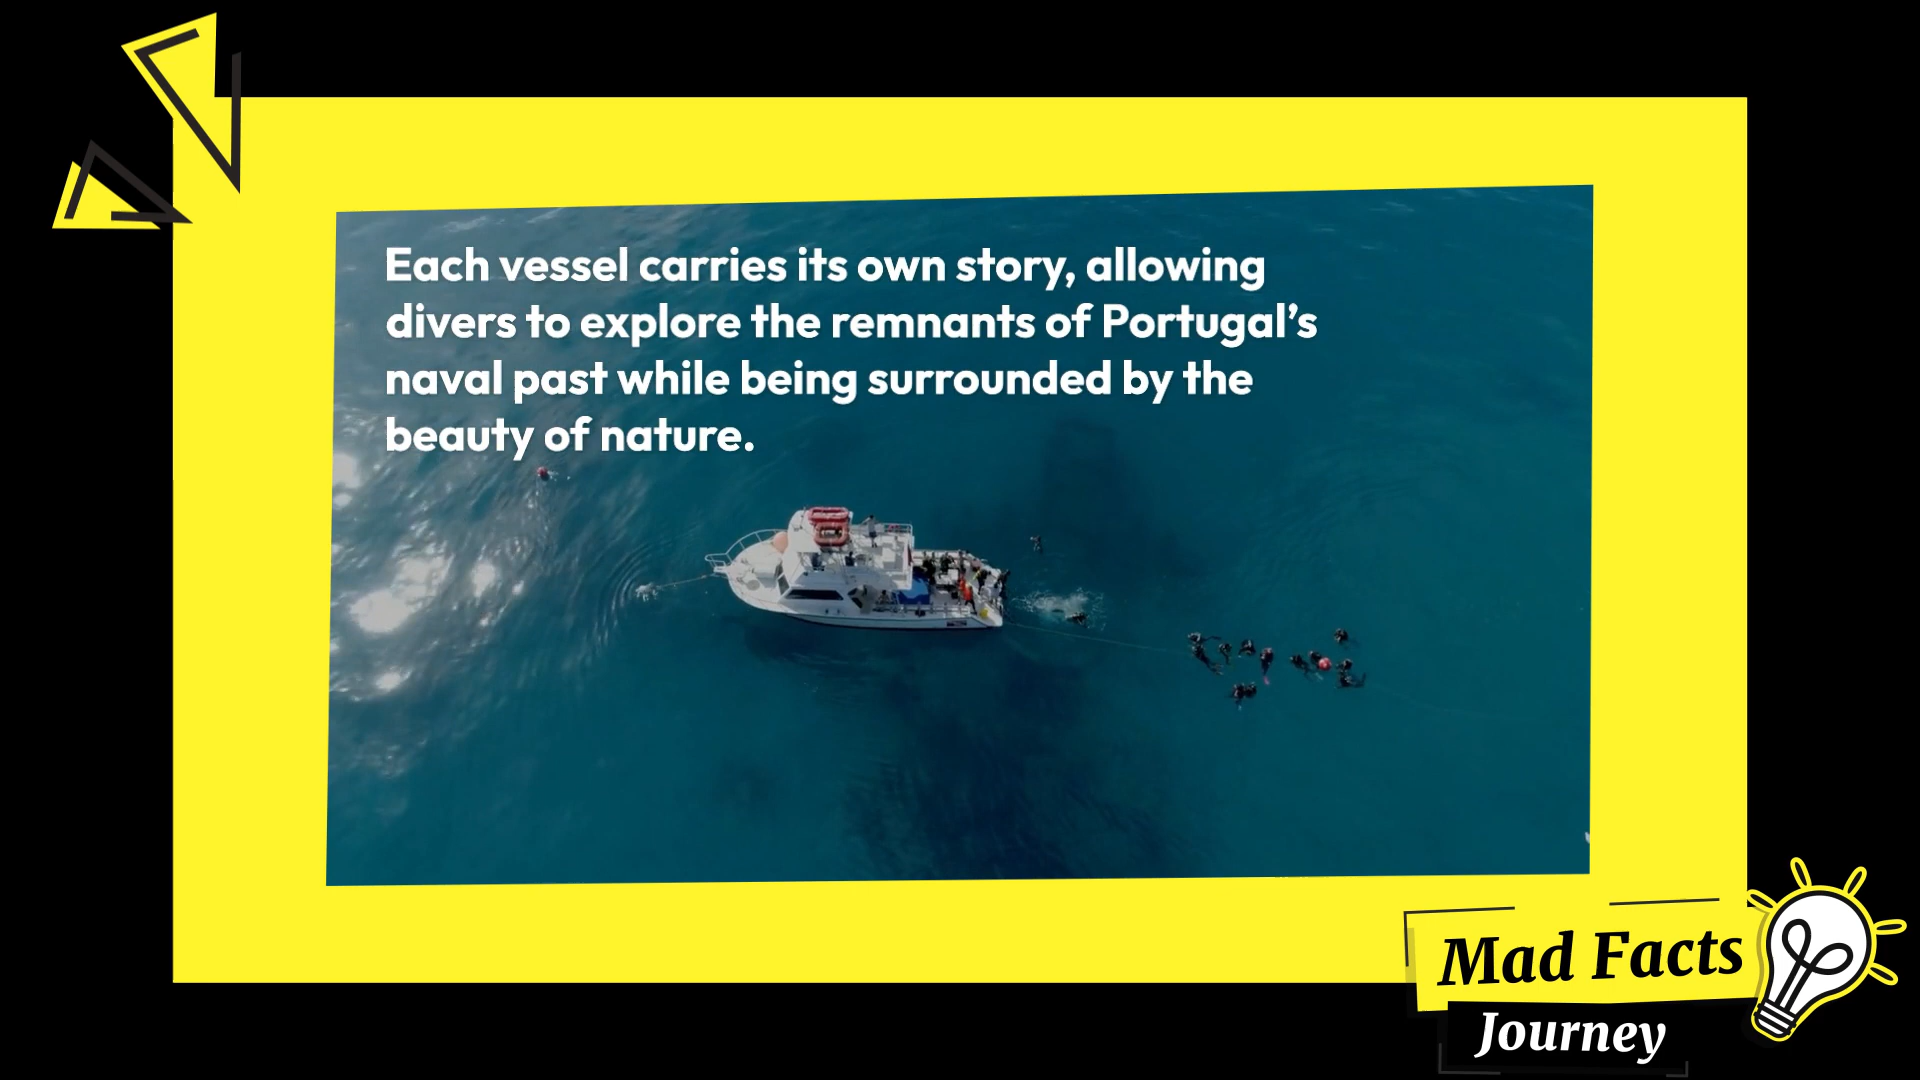 Each vessel carries its own story, allowing
divers to explore the remnants of Portugal’s
naval past while being surrounded by the
beauty of nature.
Mad Facts
Journey